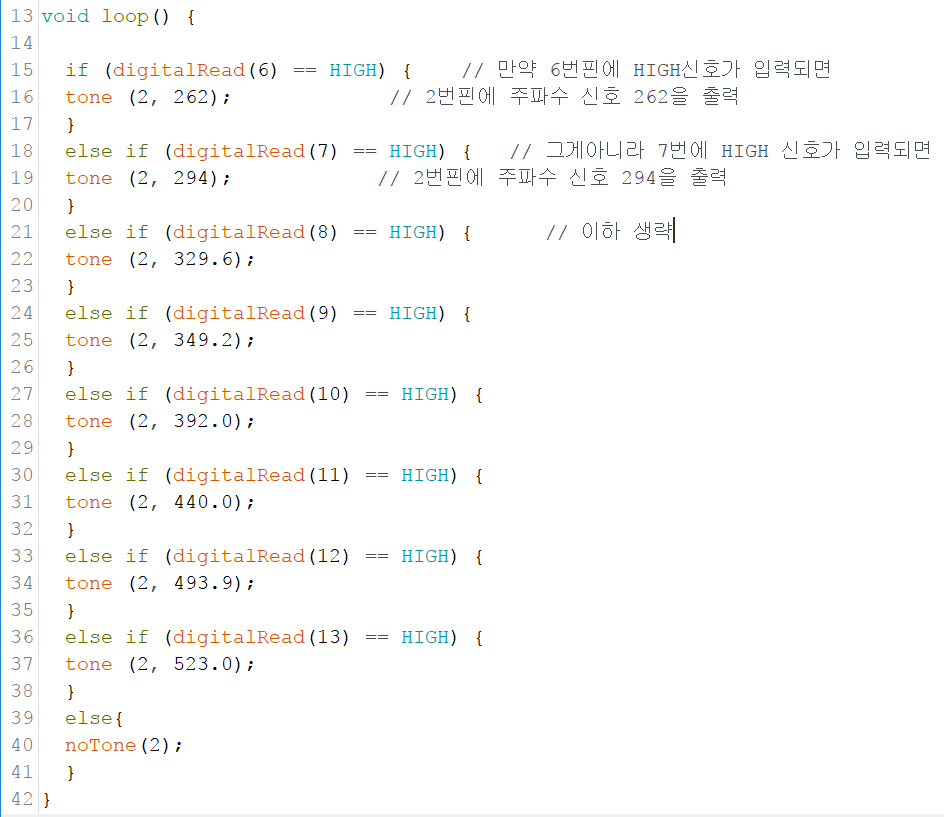 13 void loop() {
14
15 if (digitalRead(6) == HIGH) { // 만약 6번핀에 HIGH신호가 입력되면
16 tone (2, 262); // 2번핀에 주파수 신호 262을 출력
17 }
18 else if (digitalRead(7) == HIGH) { // 그게아니라 7번에 HIGH 신호가 입력되면
19 tone (2, 294); // 2번핀에 주파수 신호 294을 출력
20 }
21 else if (digitalRead(8) == HIGH) { // 이하 생략
22 tone (2, 329.6);
23 }
24 else if (digitalRead(9) == HIGH) {
25 tone (2, 349.2);
26 }
27 else if (digitalRead(10) == HIGH) {
28 tone (2, 392.0);
29 }
30 else if (digitalRead(11) == HIGH) {
31 tone (2, 440.0);
32 }
33 else if (digitalRead(12) == HIGH) {
34 tone (2, 493.9);
35 }
36 else if (digitalRead(13) == HIGH) {
37 tone (2, 523.0);
38 }
39 else{
40 noTone(2);
41 }
42 }